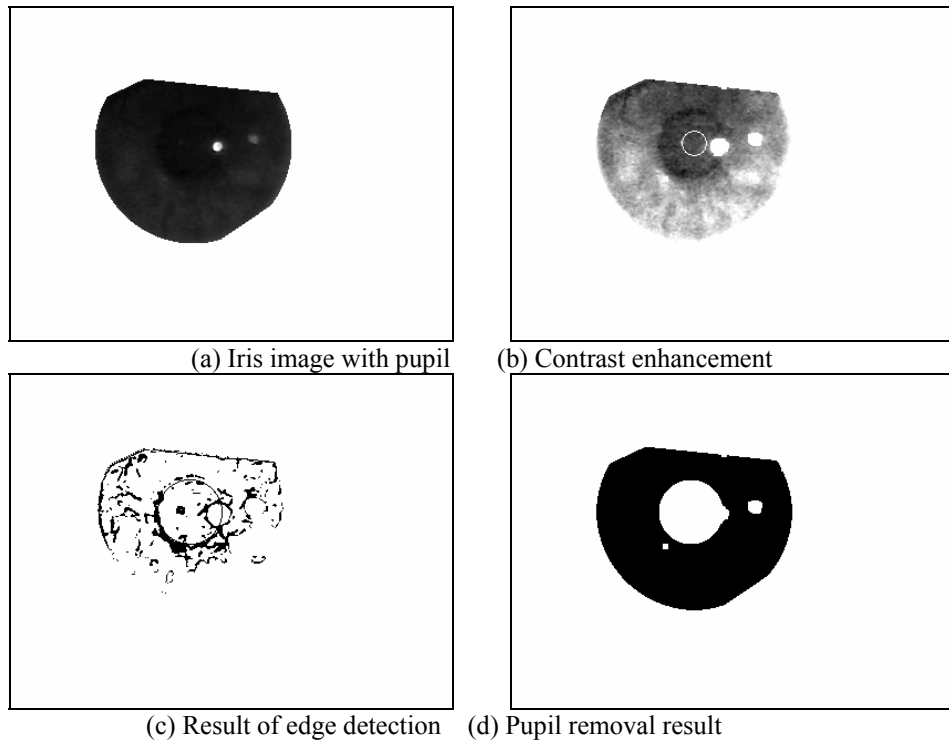 (a) Iris image with pupil
(b) Contrast enhancement
(c) Result of edge detection
(d) Pupil removal result